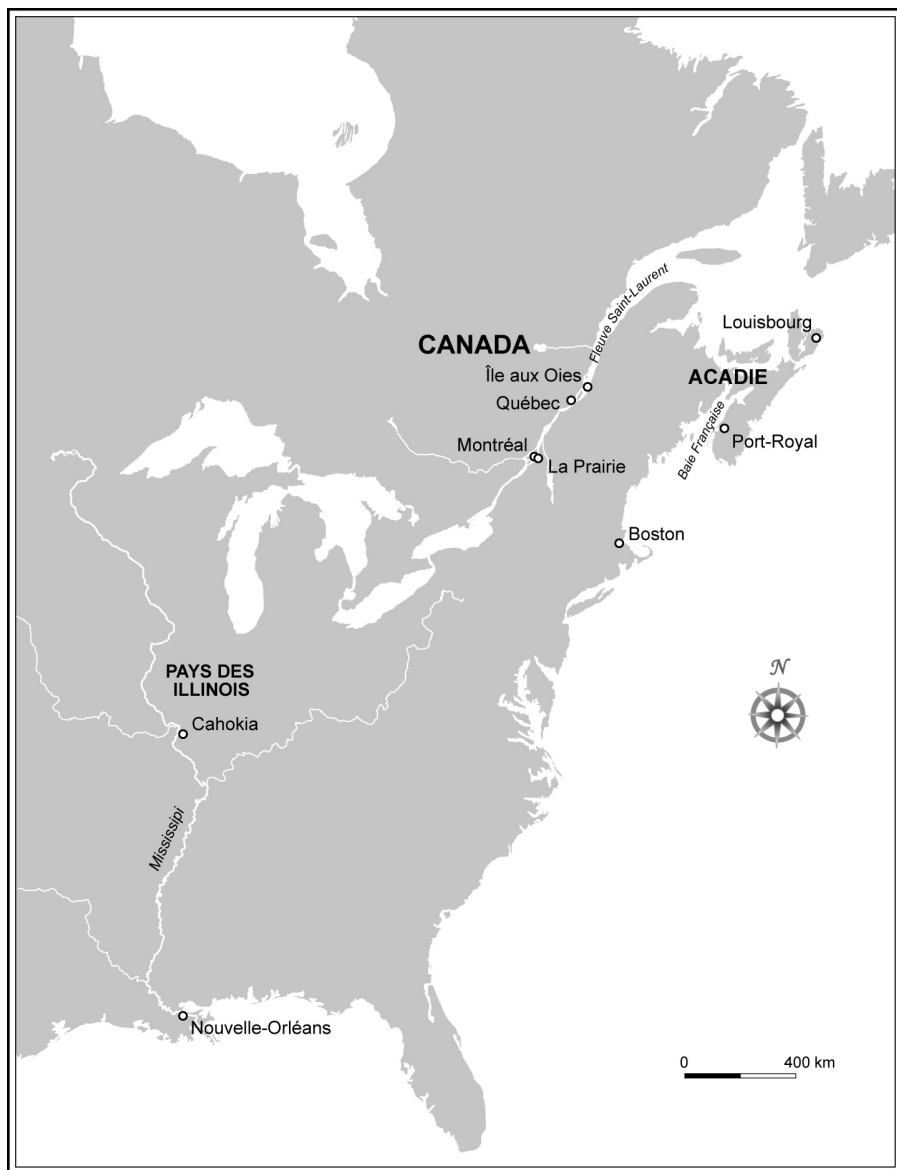 Fleuve Saint-Laurent
Louisbourg
CANADA
Île aux Oies
ACADIE
Québec
Baie Française
Port-Royal
Montréal
La Prairie
Boston
N
PAYS DES
ILLINOIS
Cahokia
Mississipi
Nouvelle-Orléans
0 400 km